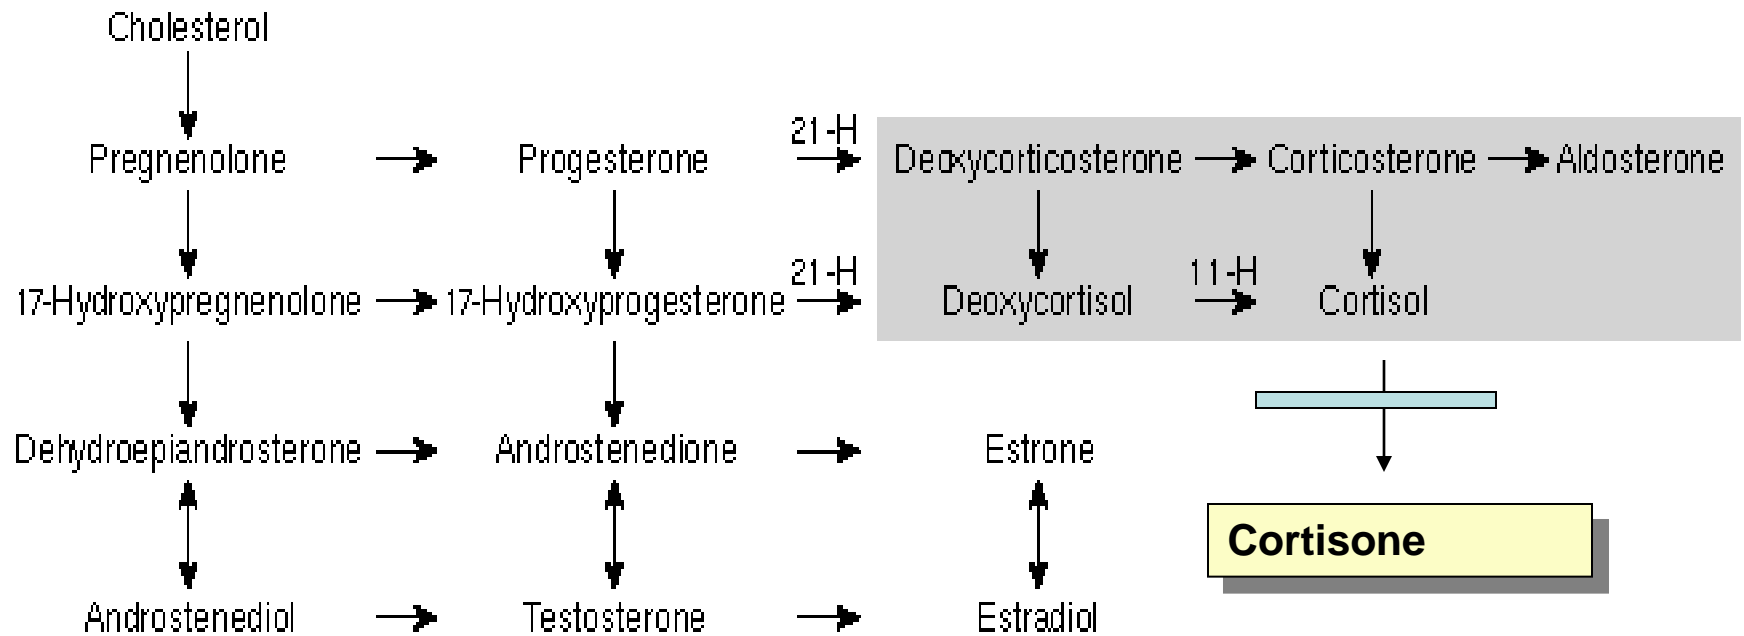 Cholesterol
21-H
Pregnenolone Progesterone Deoxycorticosterone Corticosterone Aldosterone
21-H 11-H
17-Hydroxypregnenolone 17-Hydroxyprogesterone Deoxycortisol Cortisol
Dehydroepiandrosterone Androstenedione Estrone
Cortisone
Androstenediol Testosterone Estradiol